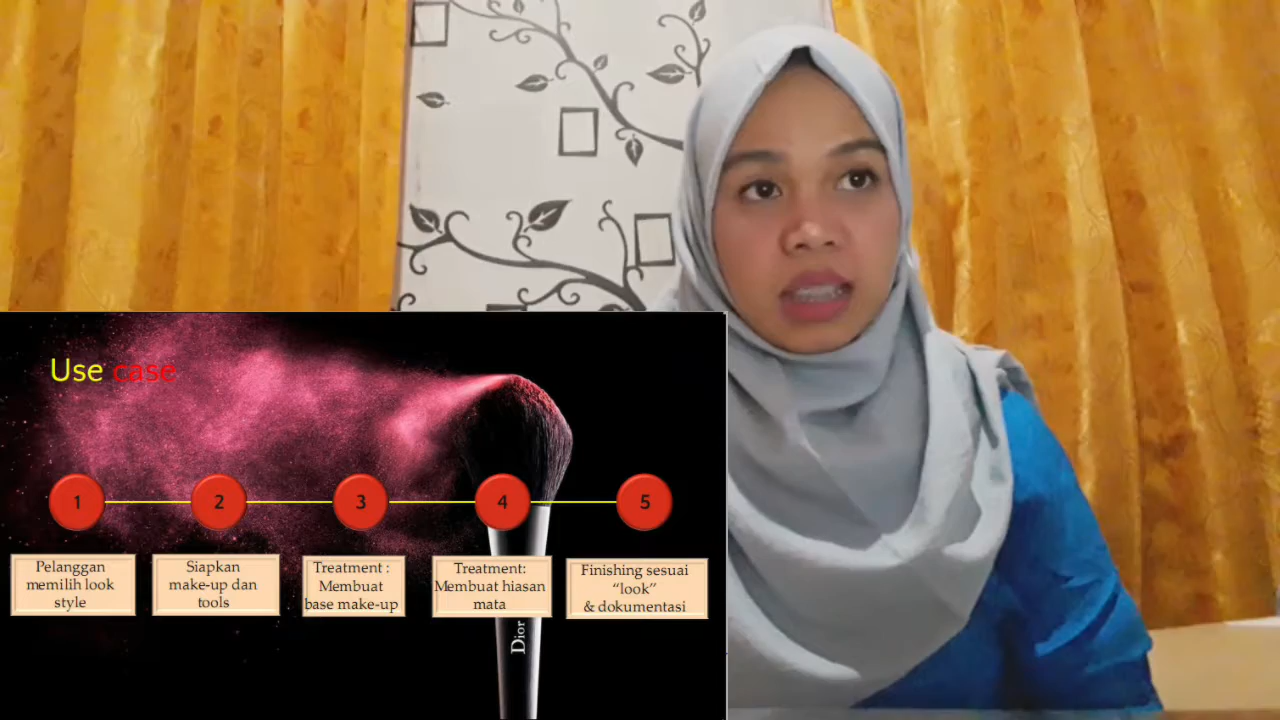 Use case
1
2
3
4
5
Pelanggan
memilih look
style
Siapkan
make-up dan
tools
Treatment :
Membuat
base make-up
Treatment:
Membuat hiasan
mata
Finishing sesuai
“look”
& dokumentasi
Dior